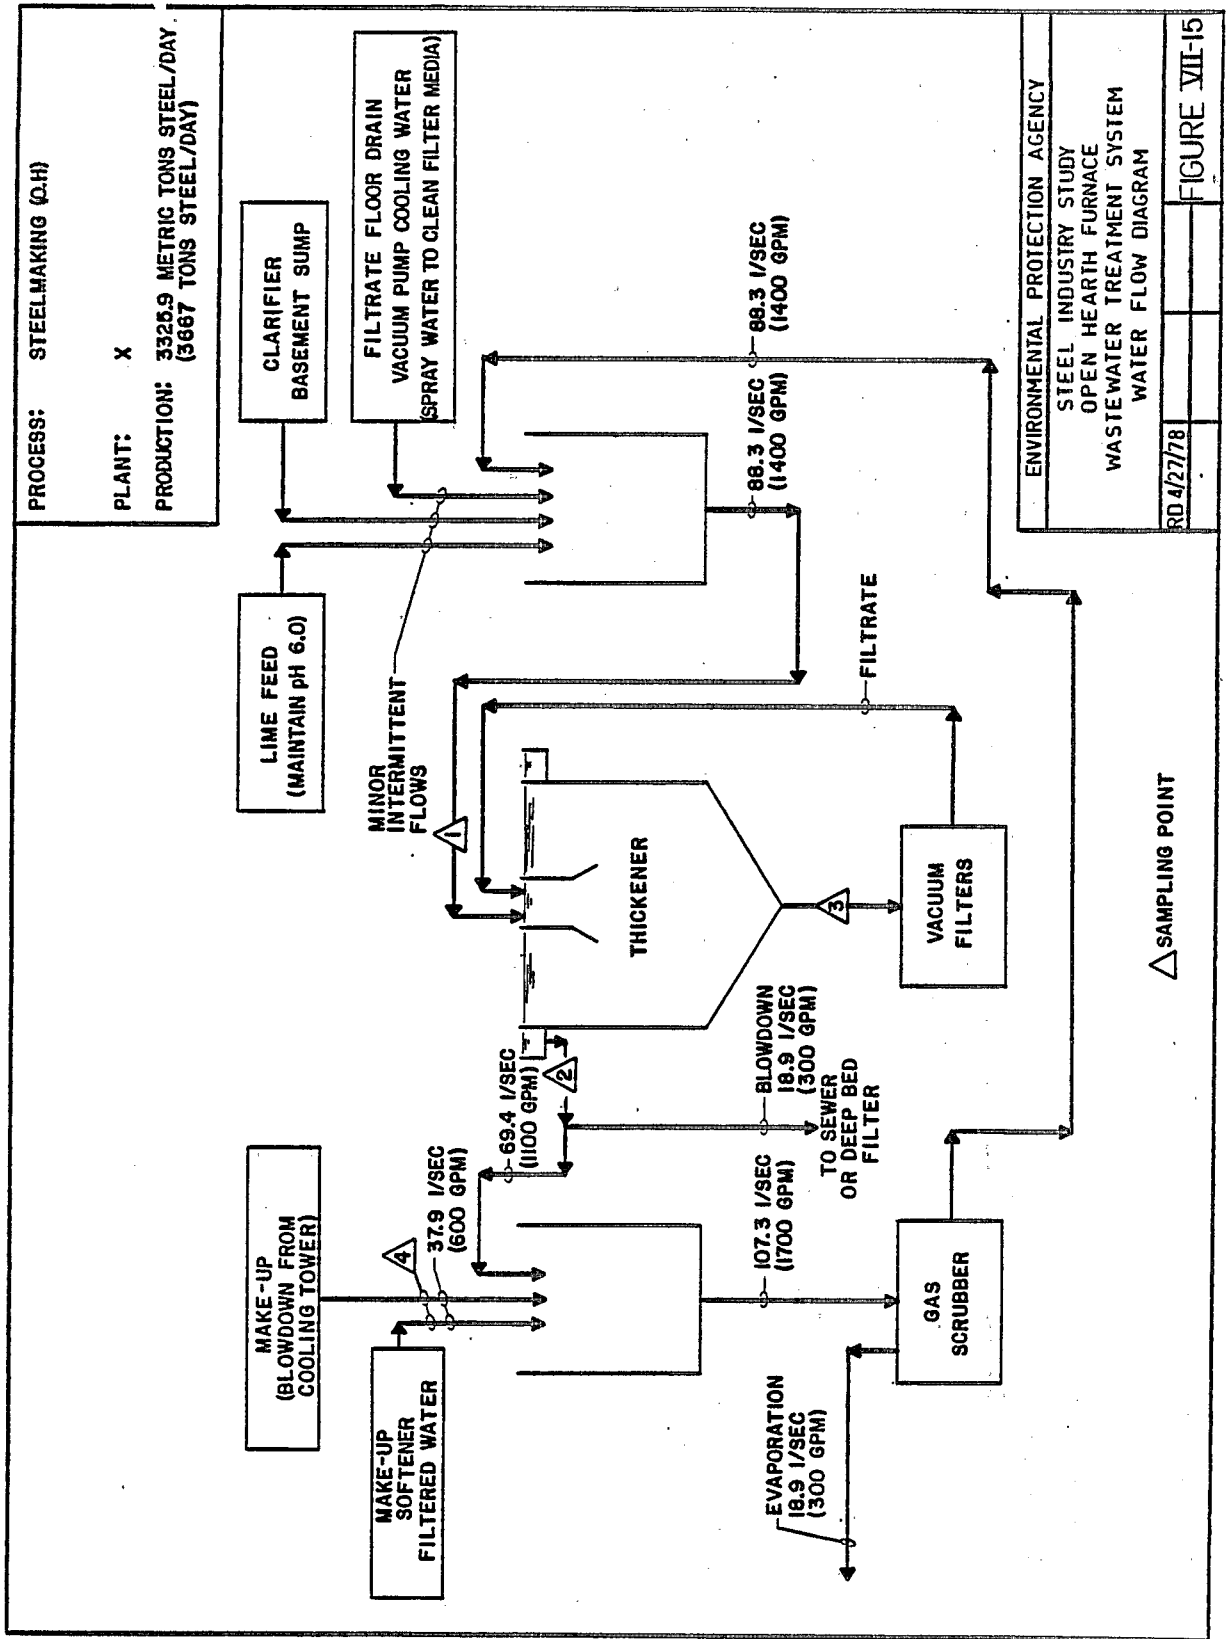 PROCESS: STEELMAKING (O.H)
PLANT: X
PRODUCTION: 3325.9 METRIC TONS STEEL/DAY
(3667 TONS STEEL/DAY)
MAKE-UP
(BLOWDOWN FROM
COOLING TOWER)
MAKE-UP
SOFTENER
FILTERED WATER
4
37.9 l/SEC
(600 GPM)
69.4 l/SEC
(1100 GPM)
2
107.3 l/SEC
(1700 GPM)
BLOWDOWN
18.9 l/SEC
(300 GPM)
TO SEWER
OR DEEP BED
FILTER
EVAPORATION
18.9 l/SEC
(300 GPM)
GAS
SCRUBBER
LIME FEED
(MAINTAIN pH 6.0)
CLARIFIER
BASEMENT SUMP
FILTRATE FLOOR DRAIN
VACUUM PUMP COOLING WATER
(SPRAY WATER TO CLEAN FILTER MEDIA)
MINOR
INTERMITTENT
FLOWS
1
THICKENER
3
VACUUM
FILTERS
FILTRATE
88.3 l/SEC
(1400 GPM)
88.3 l/SEC
(1400 GPM)
SAMPLING POINT
ENVIRONMENTAL PROTECTION AGENCY
STEEL INDUSTRY STUDY
OPEN HEARTH FURNACE
WASTEWATER TREATMENT SYSTEM
WATER FLOW DIAGRAM
RD 4/27/78
FIGURE VII-15